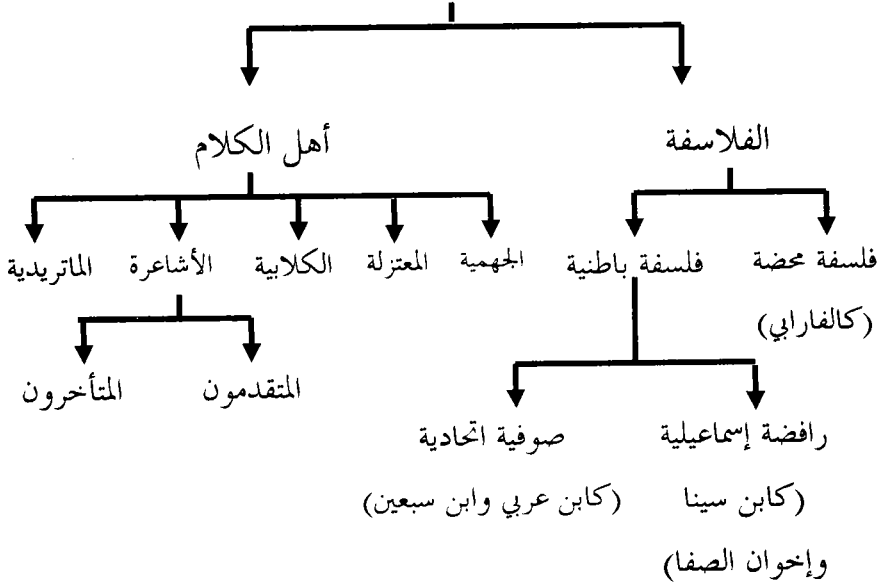 الفلاسفة
أهل الكلام
فلسفة محضة
(كالفارابي)
فلسفة باطنية
الجهمية
المعتزلة
الكلابية
الأشاعرة
الماتريدية
رافضة إسماعيلية
(كابن سينا
وإخوان الصفا)
صوفية اتحادية
(كابن عربي وابن سبعين)
المتقدمون
المتأخرون